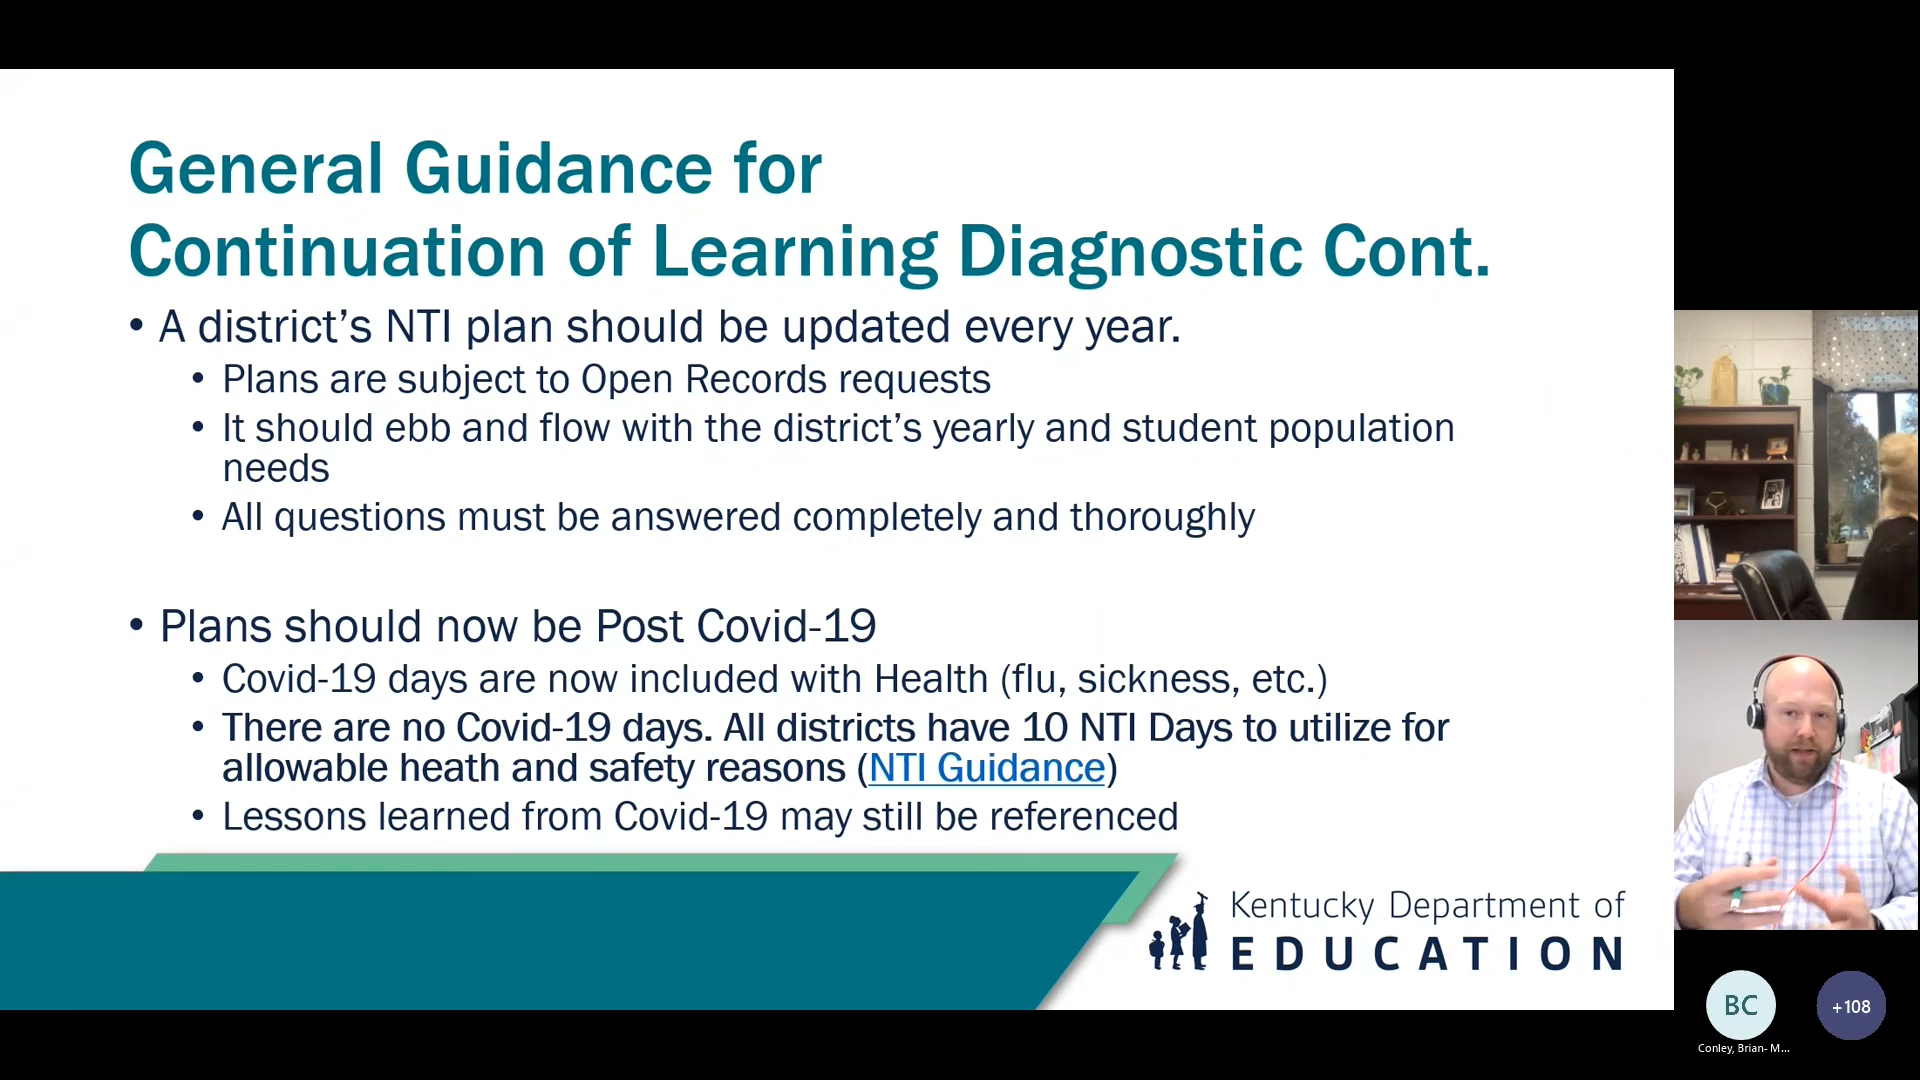 General Guidance for
Continuation of Learning Diagnostic Cont.
• A district’s NTI plan should be updated every year.
• Plans are subject to Open Records requests
• It should ebb and flow with the district’s yearly and student population
needs
• All questions must be answered completely and thoroughly
• Plans should now be Post Covid-19
• Covid-19 days are now included with Health (flu, sickness, etc.)
• There are no Covid-19 days. All districts have 10 NTI Days to utilize for
allowable heath and safety reasons (NTI Guidance)
• Lessons learned from Covid-19 may still be referenced
Kentucky Department of
EDUCATION
BC
+108
Conley, Brian- M...